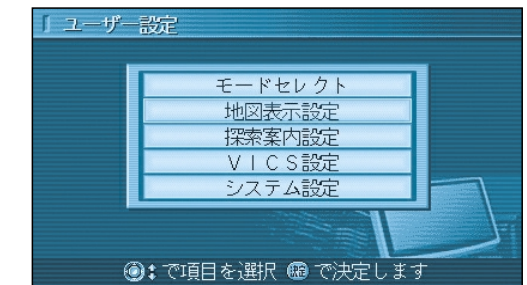 ユーザー設定
モードセレクト
地図表示設定
探索案内設定
VICS設定
システム設定
で項目を選択 決定 で決定します